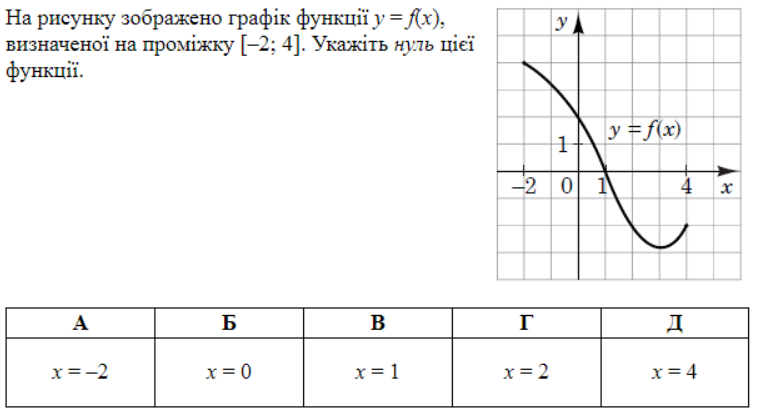 На рисунку зображено графік функції y = f(x),
визначеної на проміжку [–2; 4]. Укажіть нуль цієї
функції.
y
y = f(x)
1
–2 0 1 4 x
А Б В Г Д
x = –2 x = 0 x = 1 x = 2 x = 4